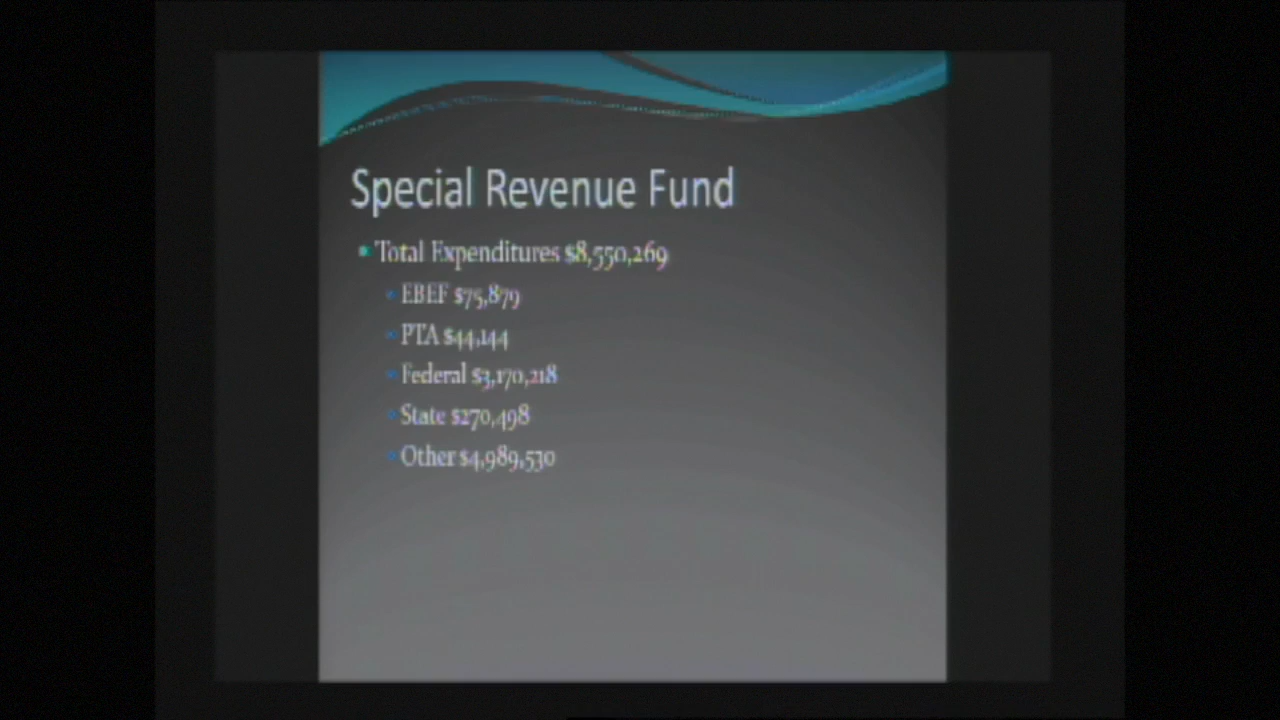 Special Revenue Fund
Total Expenditures $8,550,269
EBEF $75,879
PTA $44,144
Federal $3,170,218
State $270,498
Other $4,989,530